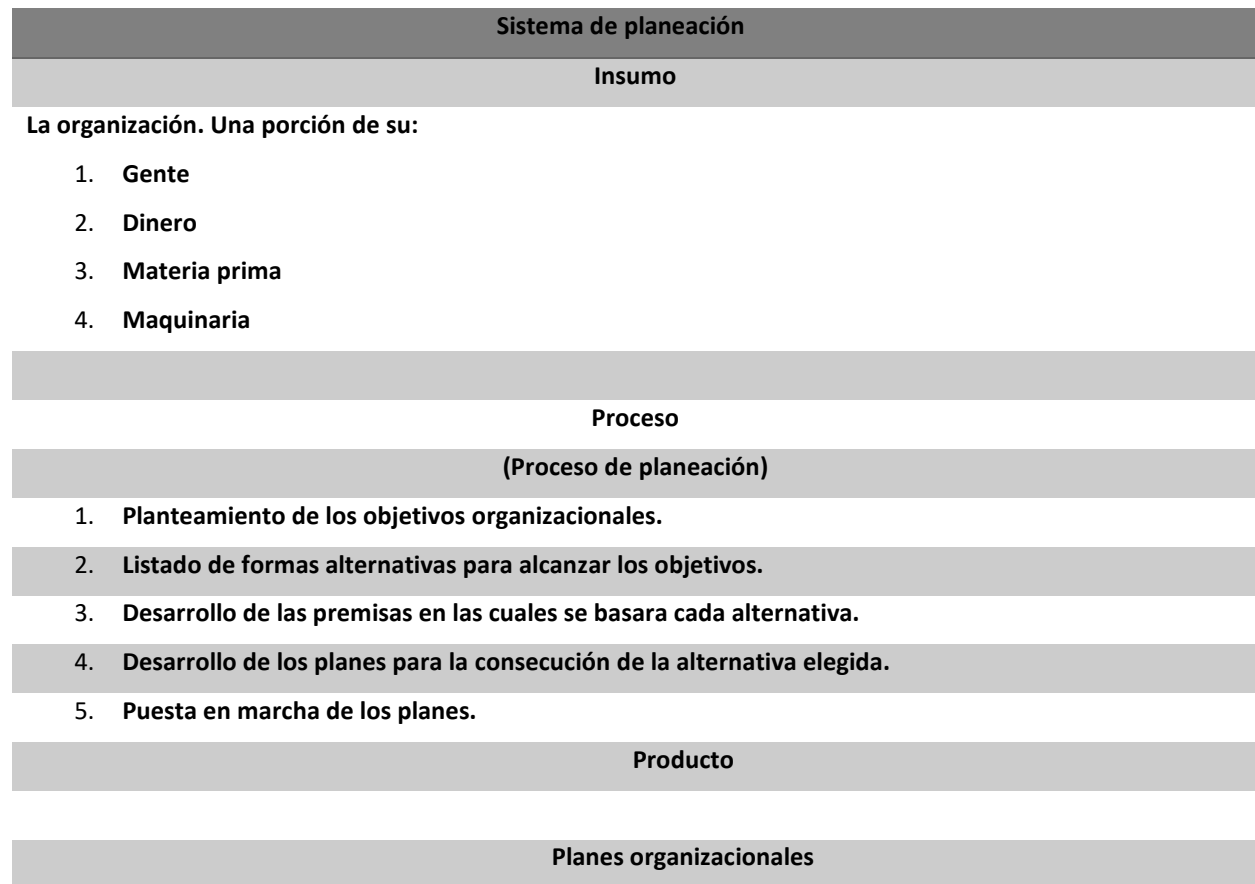 Sistema de planeación
Insumo
La organización. Una porción de su:
1. Gente
2. Dinero
3. Materia prima
4. Maquinaria
Proceso
(Proceso de planeación)
1. Planteamiento de los objetivos organizacionales.
2. Listado de formas alternativas para alcanzar los objetivos.
3. Desarrollo de las premisas en las cuales se basara cada alternativa.
4. Desarrollo de los planes para la consecución de la alternativa elegida.
5. Puesta en marcha de los planes.
Producto
Planes organizacionales